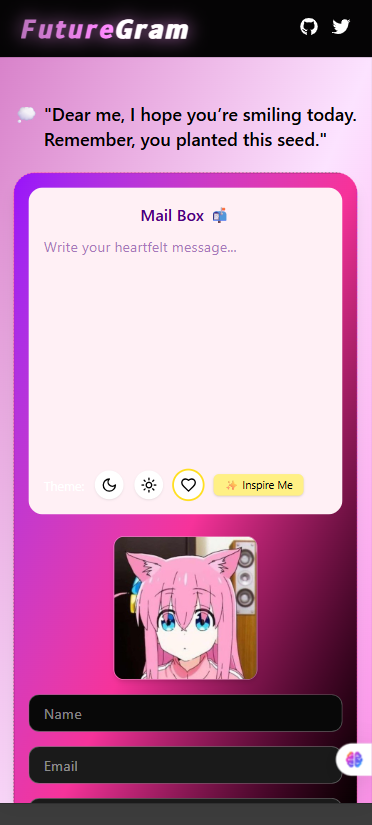 FutureGram
💭 "Dear me, I hope you’re smiling today.
Remember, you planted this seed."
Mail Box 📬
Write your heartfelt message...
Theme:
✨ Inspire Me
Name
Email